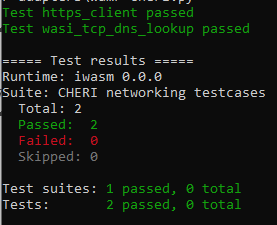 Test https_client passed
Test wasi_tcp_dns_lookup passed
===== Test results =====
Runtime: iwasm 0.0.0
Suite: CHERI networking testcases
Total: 2
Passed: 2
Failed: 0
Skipped: 0
Test suites: 1 passed, 0 total
Tests: 2 passed, 0 total